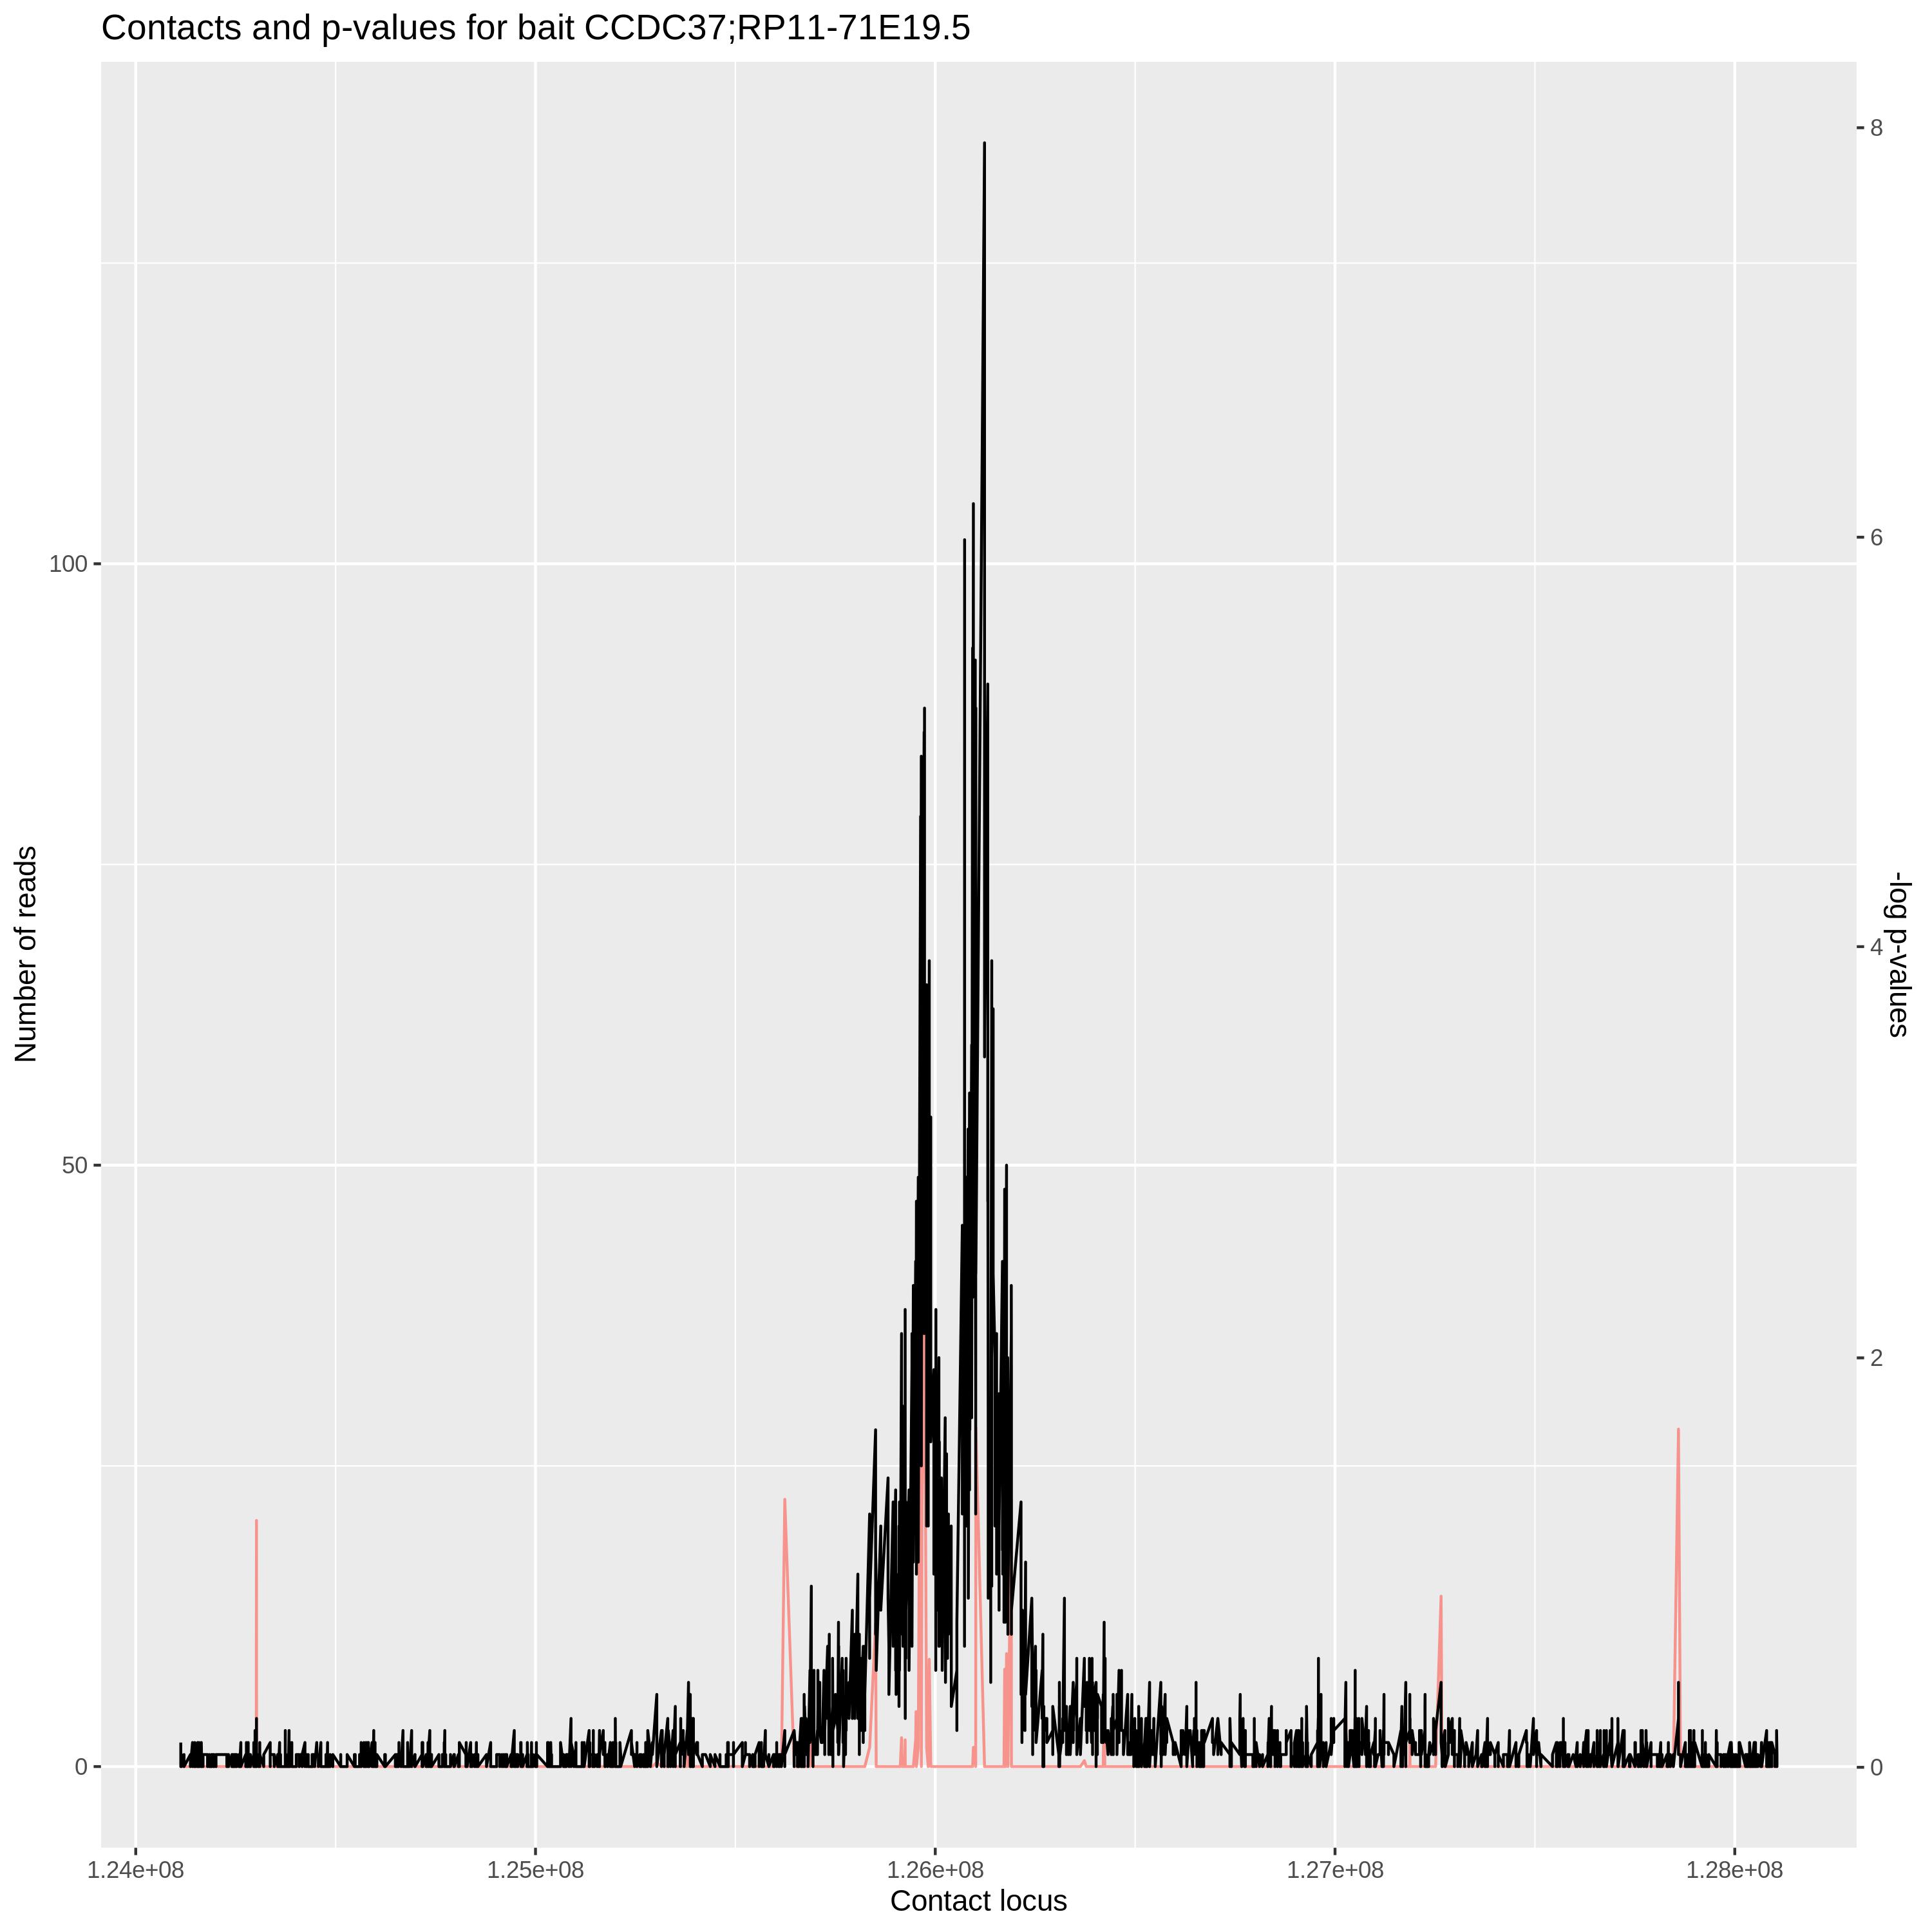 Contacts and p-values for bait CCDC37;RP11-71E19.5
8
6
4
2
0
100
50
0
Number of reads
-log p-values
1.24e+08
1.25e+08
1.26e+08
1.27e+08
1.28e+08
Contact locus